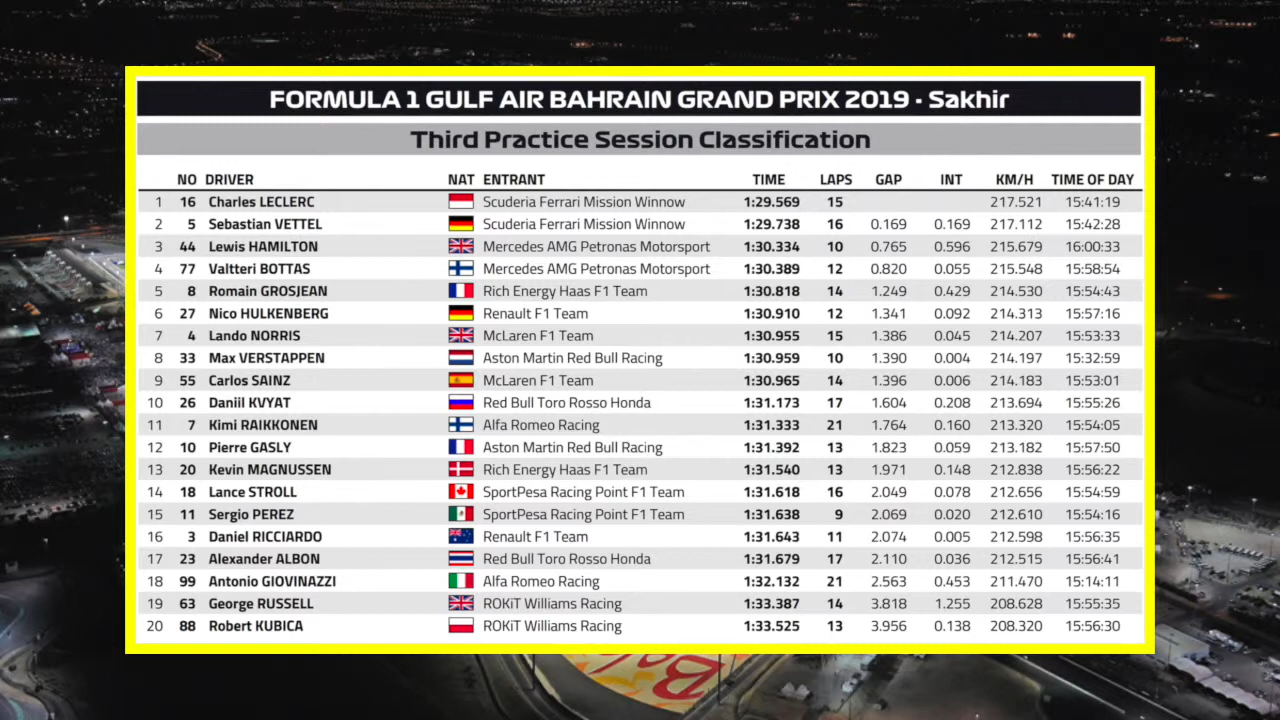 FORMULA 1 GULF AIR BAHRAIN GRAND PRIX 2019 - Sakhir
Third Practice Session Classification
NO DRIVER NAT ENTRANT TIME LAPS GAP INT KM/H TIME OF DAY
1 16 Charles LECLERC Scuderia Ferrari Mission Winnow 1:29.569 15 217.521 15:41:19
2 5 Sebastian VETTEL Scuderia Ferrari Mission Winnow 1:29.738 16 0.169 0.169 217.112 15:42:28
3 44 Lewis HAMILTON Mercedes AMG Petronas Motorsport 1:30.334 10 0.765 0.596 215.679 16:00:33
4 77 Valtteri BOTTAS Mercedes AMG Petronas Motorsport 1:30.389 12 0.820 0.055 215.548 15:58:54
5 8 Romain GROSJEAN Rich Energy Haas F1 Team 1:30.818 14 1.249 0.429 214.530 15:54:43
6 27 Nico HULKENBERG Renault F1 Team 1:30.910 12 1.341 0.092 214.313 15:57:16
7 4 Lando NORRIS McLaren F1 Team 1:30.955 15 1.386 0.045 214.207 15:53:33
8 33 Max VERSTAPPEN Aston Martin Red Bull Racing 1:30.959 10 1.390 0.004 214.197 15:32:59
9 55 Carlos SAINZ McLaren F1 Team 1:30.965 14 1.396 0.006 214.183 15:53:01
10 26 Daniil KVYAT Red Bull Toro Rosso Honda 1:31.173 17 1.604 0.208 213.694 15:55:26
11 7 Kimi RAIKKONEN Alfa Romeo Racing 1:31.333 21 1.764 0.160 213.320 15:54:05
12 10 Pierre GASLY Aston Martin Red Bull Racing 1:31.392 13 1.823 0.059 213.182 15:57:50
13 20 Kevin MAGNUSSEN Rich Energy Haas F1 Team 1:31.540 13 1.971 0.148 212.838 15:56:22
14 18 Lance STROLL SportPesa Racing Point F1 Team 1:31.618 16 2.049 0.078 212.656 15:54:59
15 11 Sergio PEREZ SportPesa Racing Point F1 Team 1:31.638 9 2.069 0.020 212.610 15:54:16
16 3 Daniel RICCIARDO Renault F1 Team 1:31.643 11 2.074 0.005 212.598 15:56:35
17 23 Alexander ALBON Red Bull Toro Rosso Honda 1:31.679 17 2.110 0.036 212.515 15:56:41
18 99 Antonio GIOVINAZZI Alfa Romeo Racing 1:32.132 21 2.563 0.453 211.470 15:14:11
19 63 George RUSSELL ROKiT Williams Racing 1:33.387 14 3.818 1.255 208.628 15:55:35
20 88 Robert KUBICA ROKiT Williams Racing 1:33.525 13 3.956 0.138 208.320 15:56:30